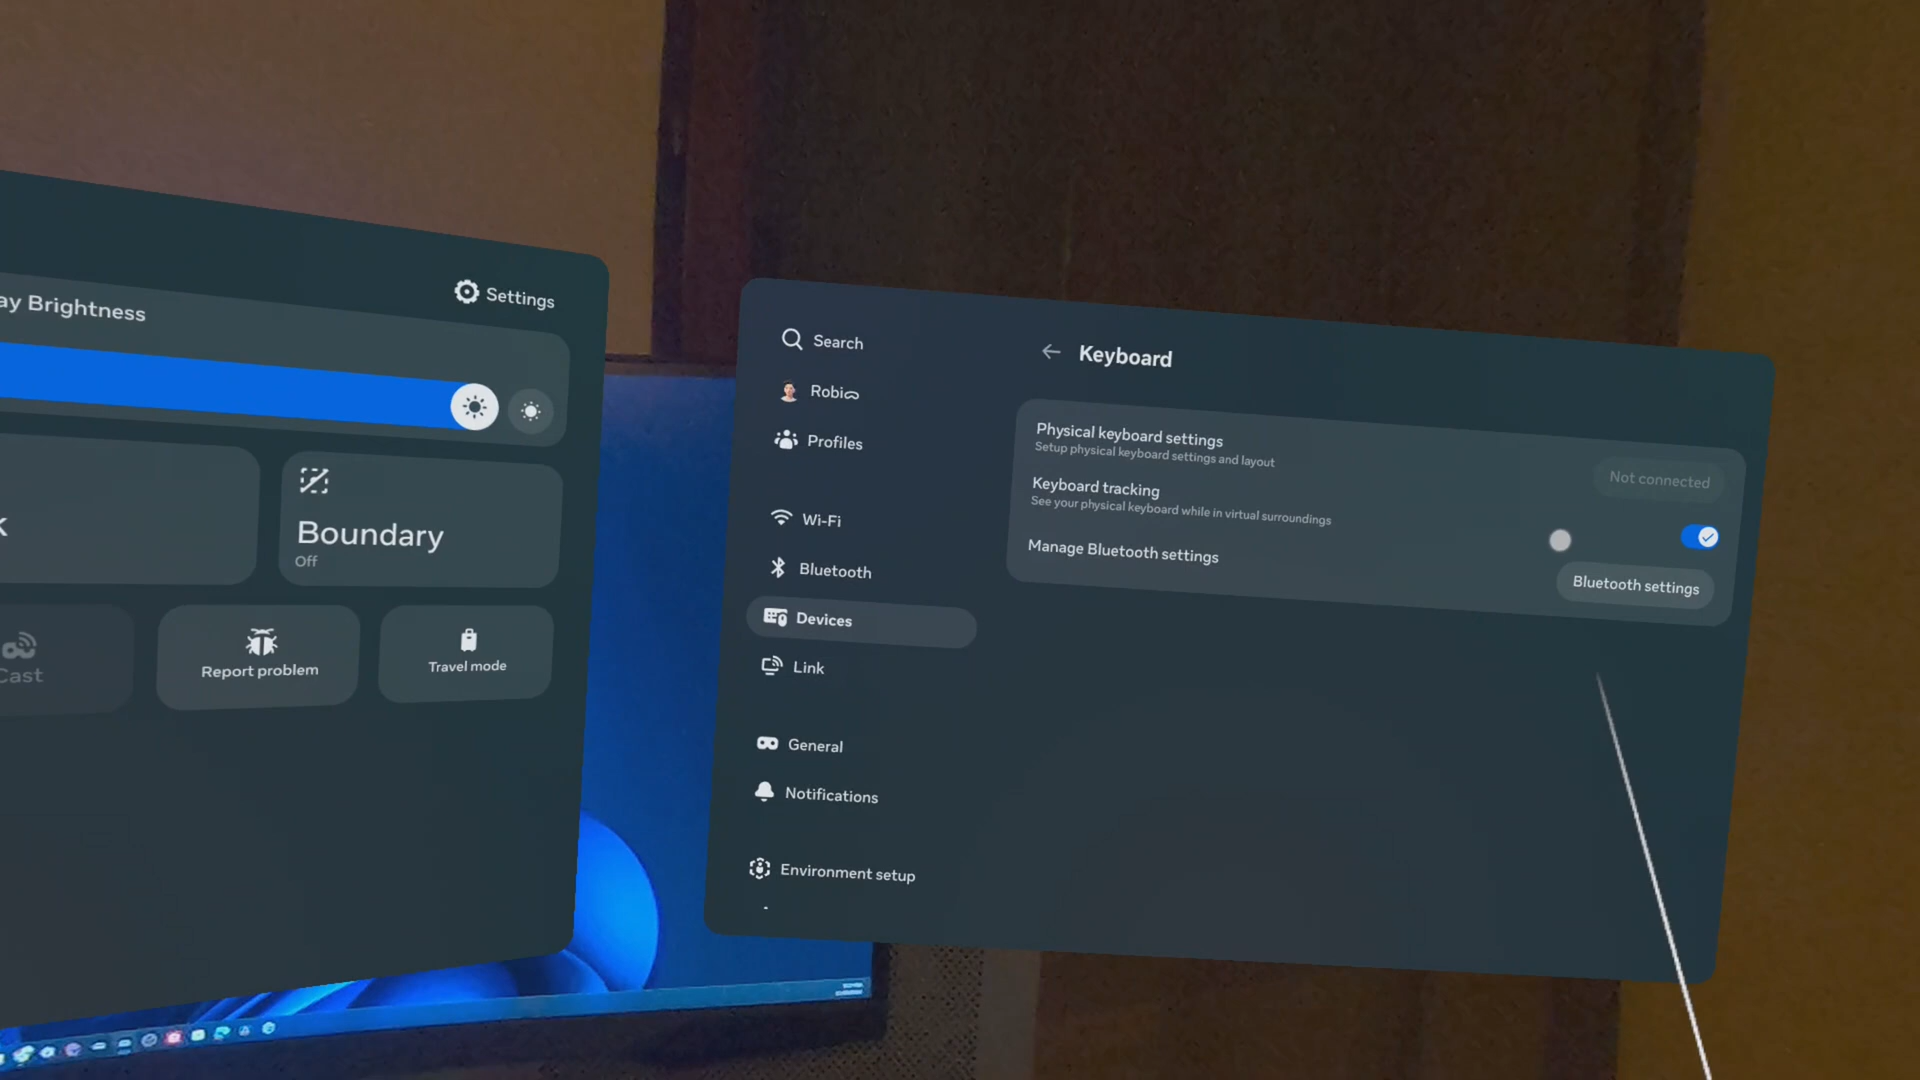 Settings
Brightness
Boundary
Off
Report problem
Travel mode
Search
Profiles
Wi-Fi
Bluetooth
Devices
Link
General
Notifications
Environment setup
Keyboard
Physical keyboard settings
Setup physical keyboard settings and layout
Not connected
Keyboard tracking
See your physical keyboard while in virtual surroundings
Manage Bluetooth settings
Bluetooth settings